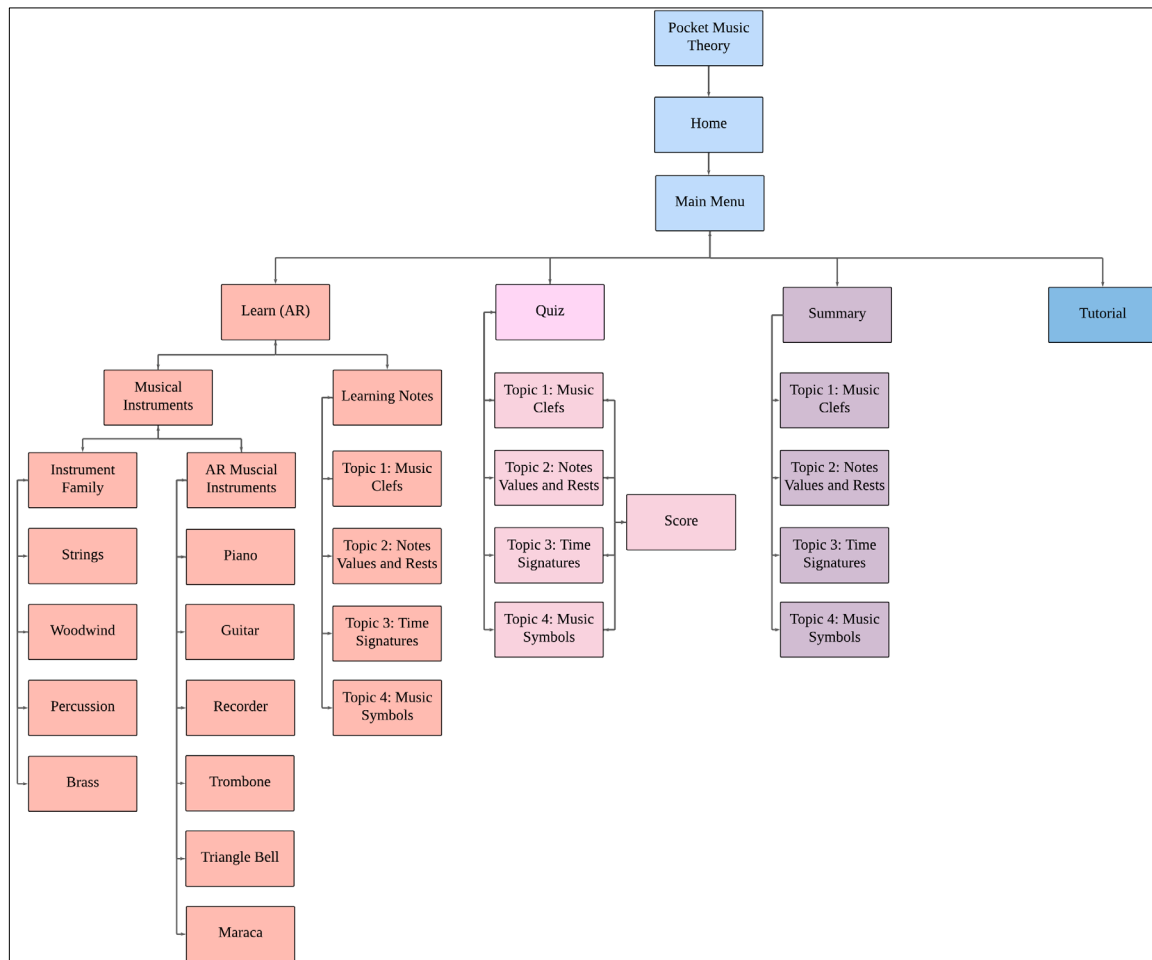 Pocket Music
Theory
Home
Main Menu
Learn (AR)
Quiz
Summary
Tutorial
Musical
Instruments
Learning Notes
Instrument
Family
AR Muscial
Instruments
Strings
Woodwind
Percussion
Brass
Piano
Guitar
Recorder
Trombone
Triangle Bell
Maraca
Topic 1: Music
Clefs
Topic 2: Notes
Values and Rests
Topic 3: Time
Signatures
Topic 4: Music
Symbols
Topic 1: Music
Clefs
Topic 2: Notes
Values and Rests
Topic 3: Time
Signatures
Topic 4: Music
Symbols
Score
Topic 1: Music
Clefs
Topic 2: Notes
Values and Rests
Topic 3: Time
Signatures
Topic 4: Music
Symbols